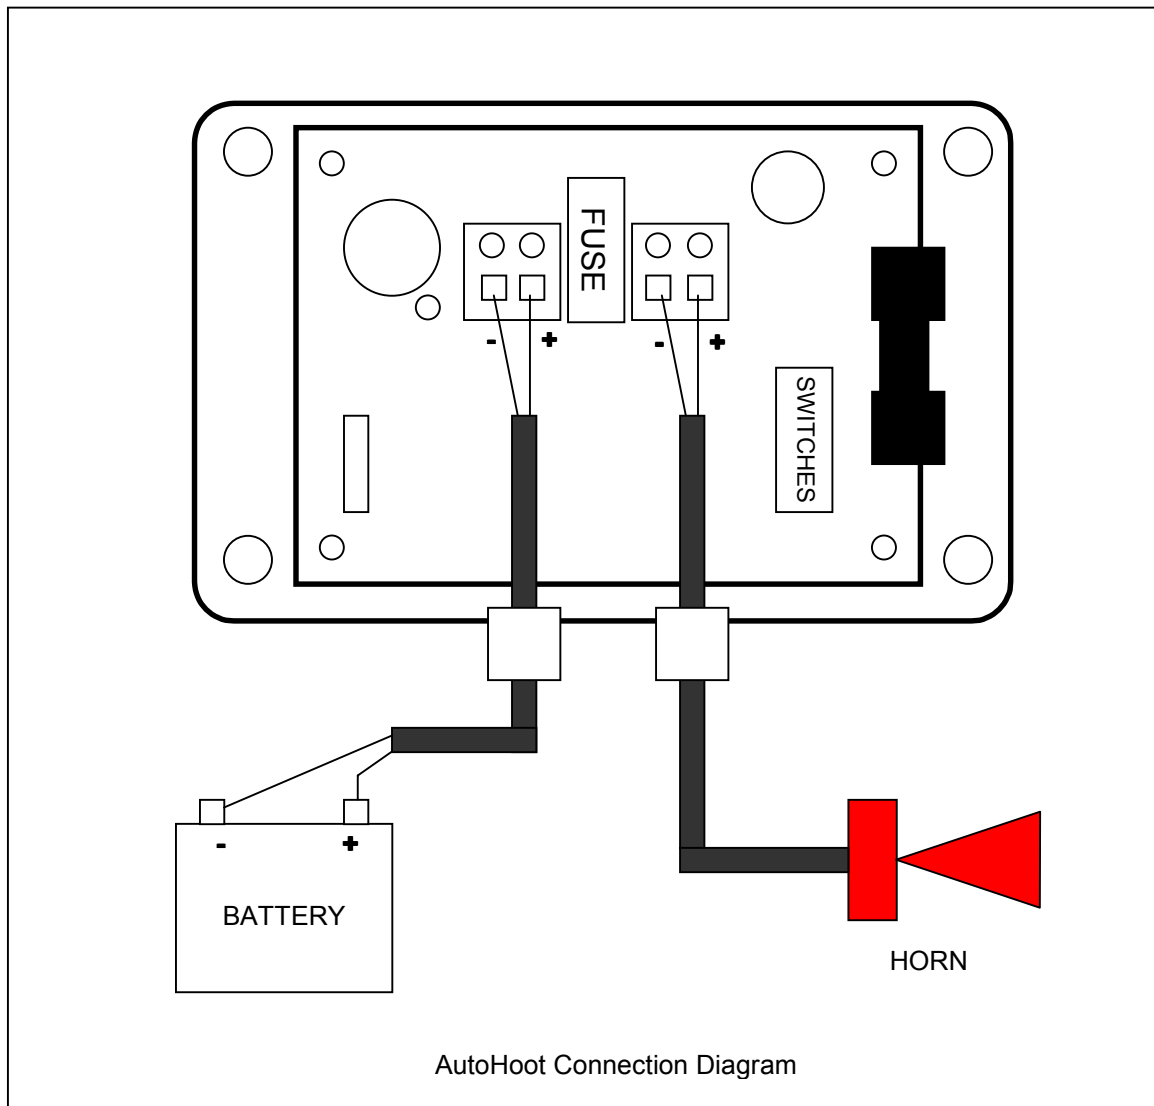 FUSE
- +
- +
SWITCHES
- +
BATTERY
HORN
AutoHoot Connection Diagram